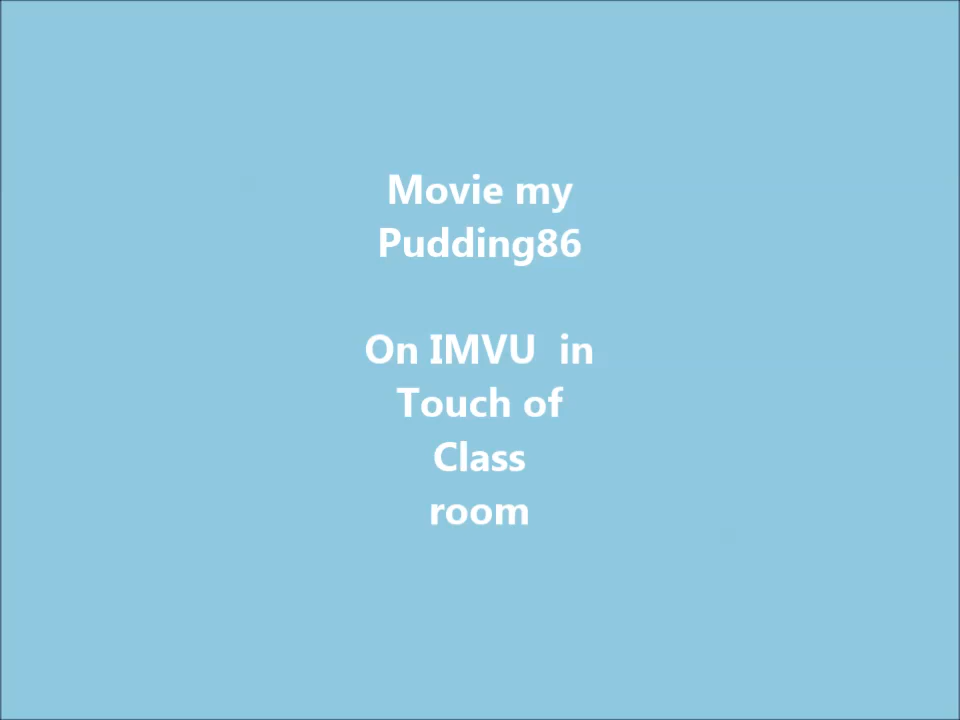 Movie my
Pudding86
On IMVU  in
Touch of
Class
room